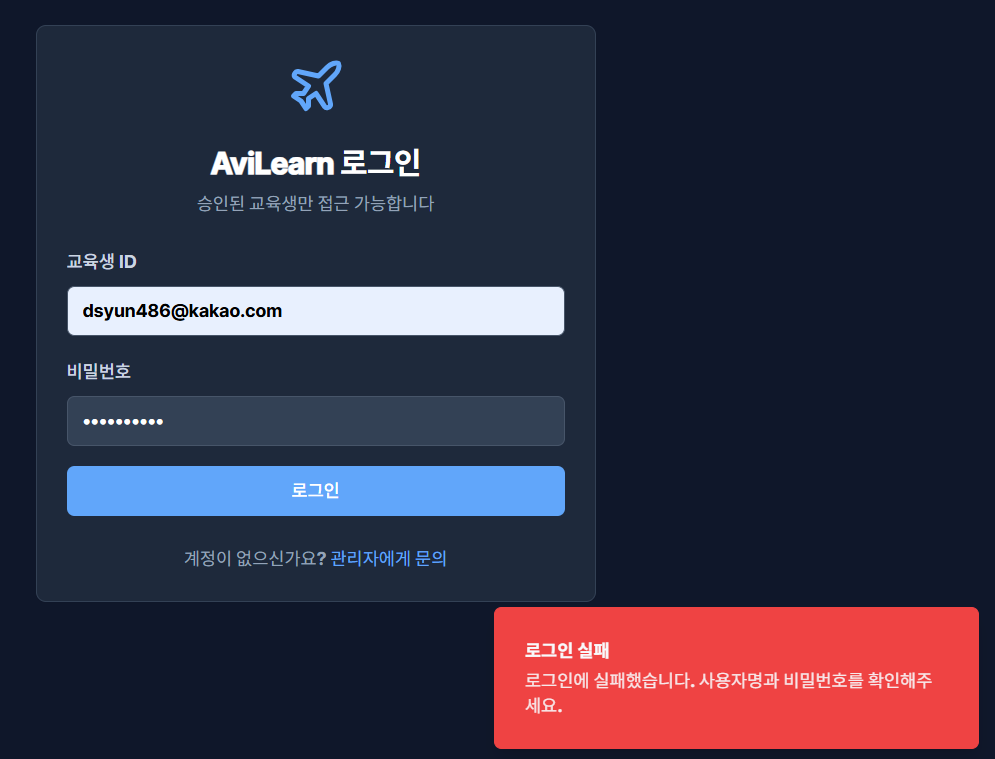 AviLearn 로그인
승인된 교육생만 접근 가능합니다
교육생 ID
dsyun486@kakao.com
비밀번호
••••••••••
로그인
계정이 없으신가요? 관리자에게 문의
로그인 실패
로그인에 실패했습니다. 사용자명과 비밀번호를 확인해주
세요.